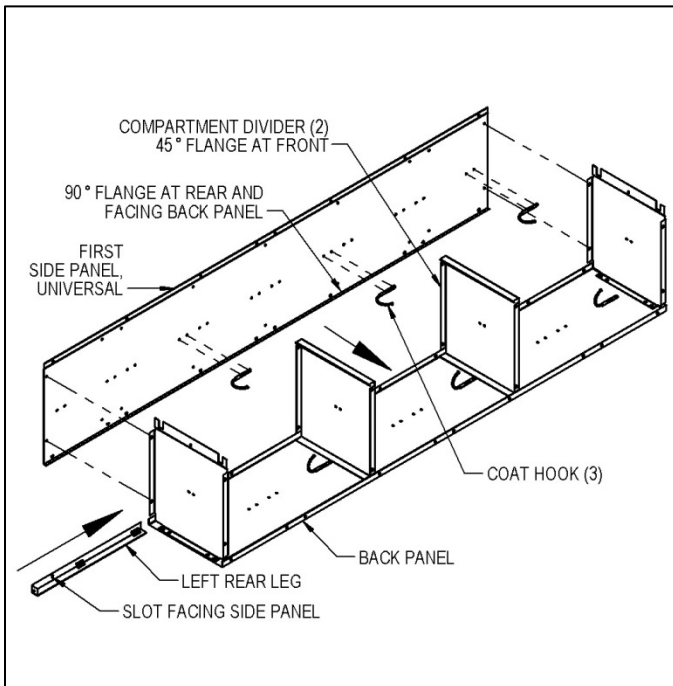 COMPARTMENT DIVIDER (2)
45° FLANGE AT FRONT
90° FLANGE AT REAR AND
FACING BACK PANEL
FIRST
SIDE PANEL,
UNIVERSAL
COAT HOOK (3)
BACK PANEL
LEFT REAR LEG
SLOT FACING SIDE PANEL